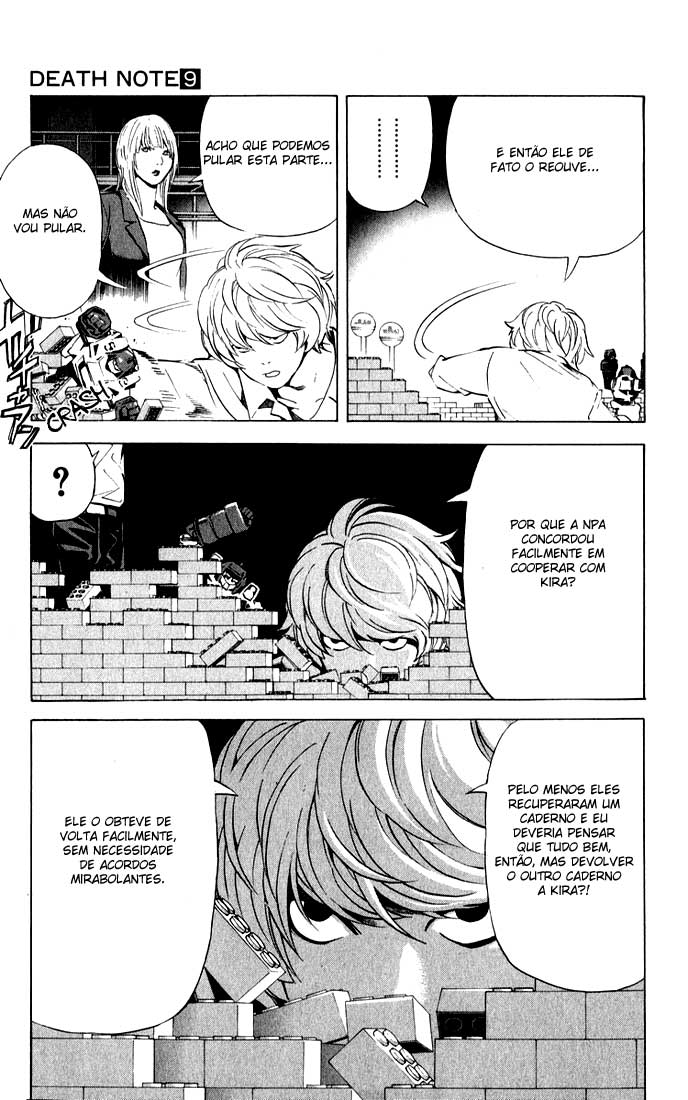 DEATH NOTE 9
E ENTÃO ELE DE
FATO O REOUVE...
ACHO QUE PODEMOS
PULAR ESTA PARTE...
MAS NÃO
VOU PULAR.
CRASH
?
POR QUE A NPA
CONCORDOU
FACILMENTE EM
COOPERAR COM
KIRA?
PELO MENOS ELES
RECUPERARAM UM
CADERNO E EU
DEVERIA PENSAR
QUE TUDO BEM,
ENTÃO, MAS DEVOLVER
O OUTRO CADERNO
A KIRA?!
ELE O OBTEVE DE
VOLTA FACILMENTE,
SEM NECESSIDADE
DE ACORDOS
MIRABOLANTES.